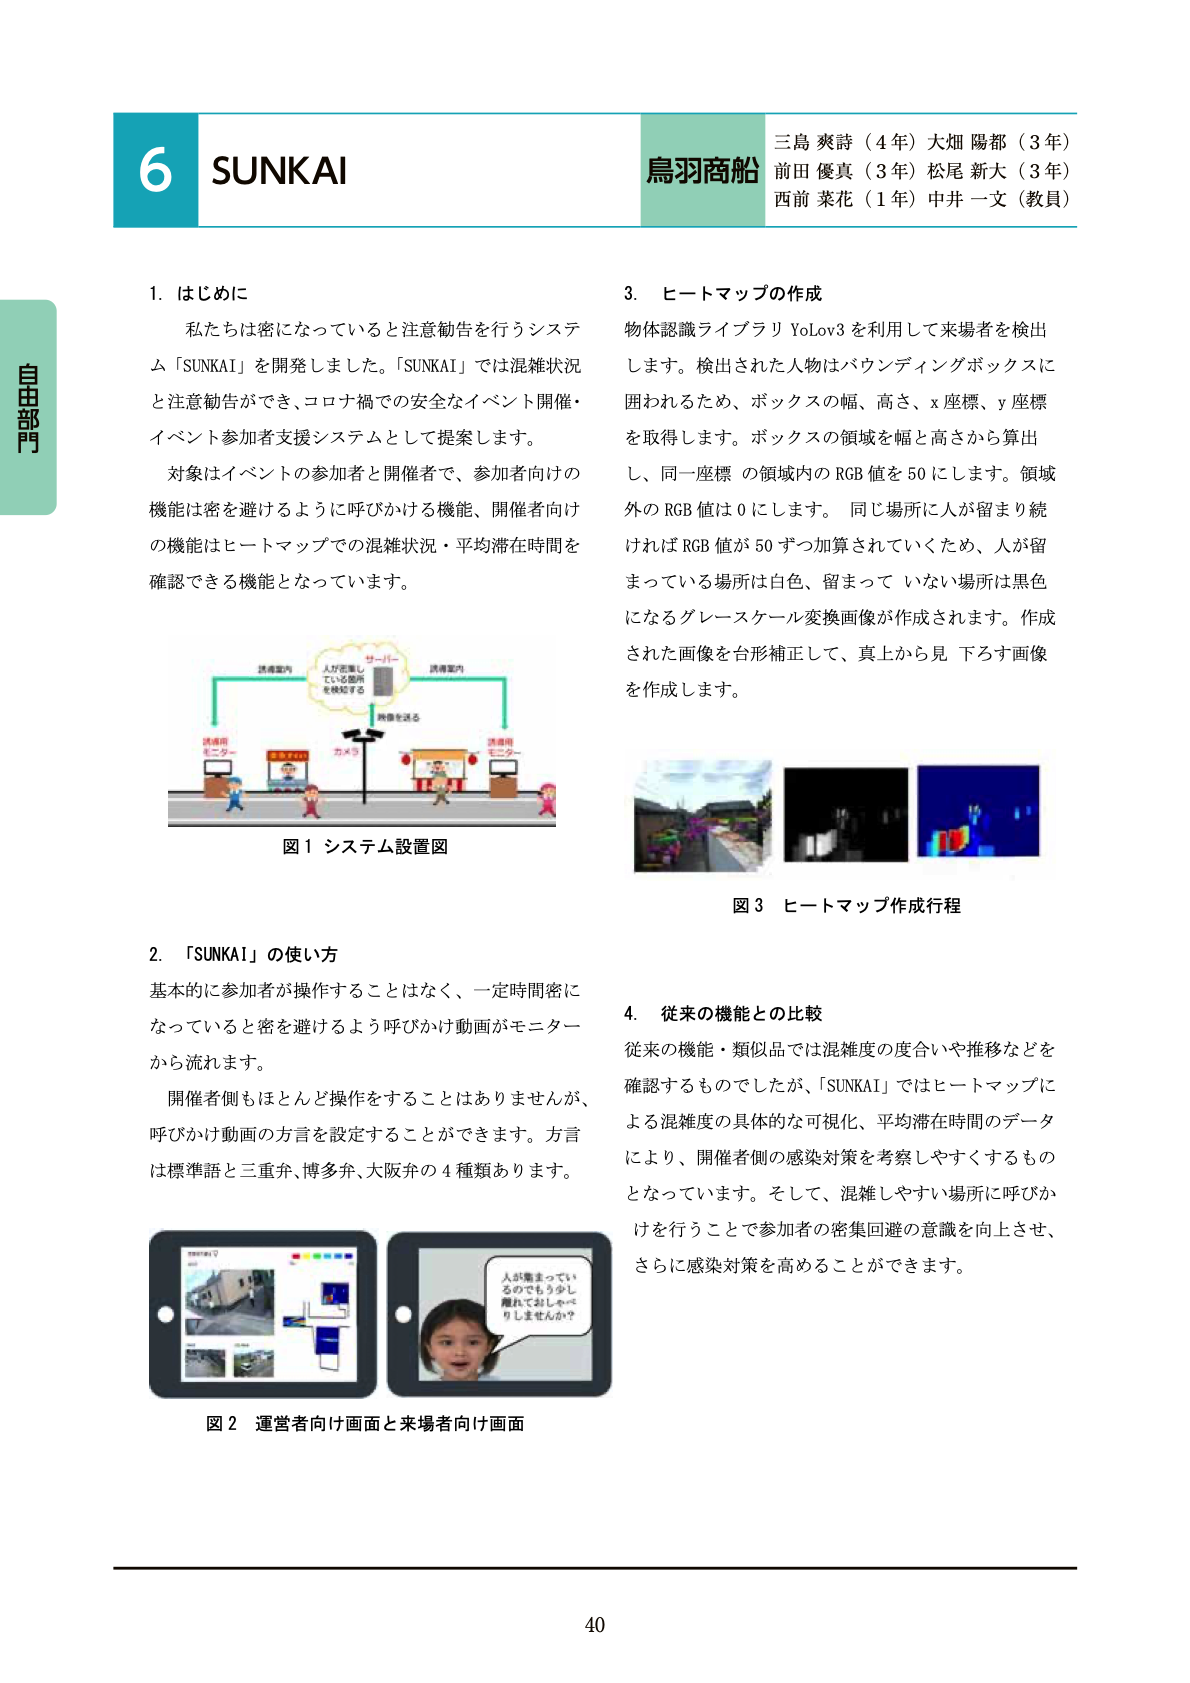 6
SUNKAI
鳥羽商船
三島 爽詩（４年）大畑 陽都（３年）
前田 優真（３年）松尾 新大（３年）
西前 菜花（１年）中井 一文（教員）
自由部門
1. はじめに
私たちは密になっていると注意勧告を行うシステ
ム「SUNKAI」を開発しました。「SUNKAI」では混雑状況
と注意勧告ができ、コロナ禍での安全なイベント開催・
イベント参加者支援システムとして提案します。
対象はイベントの参加者と開催者で、参加者向けの
機能は密を避けるように呼びかける機能、開催者向け
の機能はヒートマップでの混雑状況・平均滞在時間を
確認できる機能となっています。
サーバー
誘導案内
人が密集し
ている箇所
を検知する
誘導案内
映像を送る
誘導用
モニター
カメラ
誘導用
モニター
図１ システム設置図
2. 「SUNKAI」の使い方
基本的に参加者が操作することはなく、一定時間密に
なっていると密を避けるよう呼びかけ動画がモニター
から流れます。
開催者側もほとんど操作をすることはありませんが、
呼びかけ動画の方言を設定することができます。方言
は標準語と三重弁、博多弁、大阪弁の 4 種類あります。
人が集まってい
るのでもう少し
離れておしゃべ
りしませんか？
図２ 運営者向け画面と来場者向け画面
3. ヒートマップの作成
物体認識ライブラリ YoLov3 を利用して来場者を検出
します。検出された人物はバウンディングボックスに
囲われるため、ボックスの幅、高さ、x 座標、y 座標
を取得します。ボックスの領域を幅と高さから算出
し、同一座標 の領域内の RGB 値を 50 にします。領域
外の RGB 値は 0 にします。 同じ場所に人が留まり続
ければ RGB 値が 50 ずつ加算されていくため、人が留
まっている場所は白色、留まって いない場所は黒色
になるグレースケール変換画像が作成されます。作成
された画像を台形補正して、真上から見 下ろす画像
を作成します。
図３ ヒートマップ作成行程
4. 従来の機能との比較
従来の機能・類似品では混雑度の度合いや推移などを
確認するものでしたが、「SUNKAI」ではヒートマップに
よる混雑度の具体的な可視化、平均滞在時間のデータ
により、開催者側の感染対策を考察しやすくするもの
となっています。そして、混雑しやすい場所に呼びか
けを行うことで参加者の密集回避の意識を向上させ、
さらに感染対策を高めることができます。
40